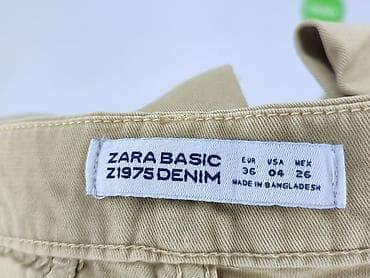 ZARA BASIC
Z1975 DENIM
EUR USA MEX
36 04 26
MADE IN BANGLADESH